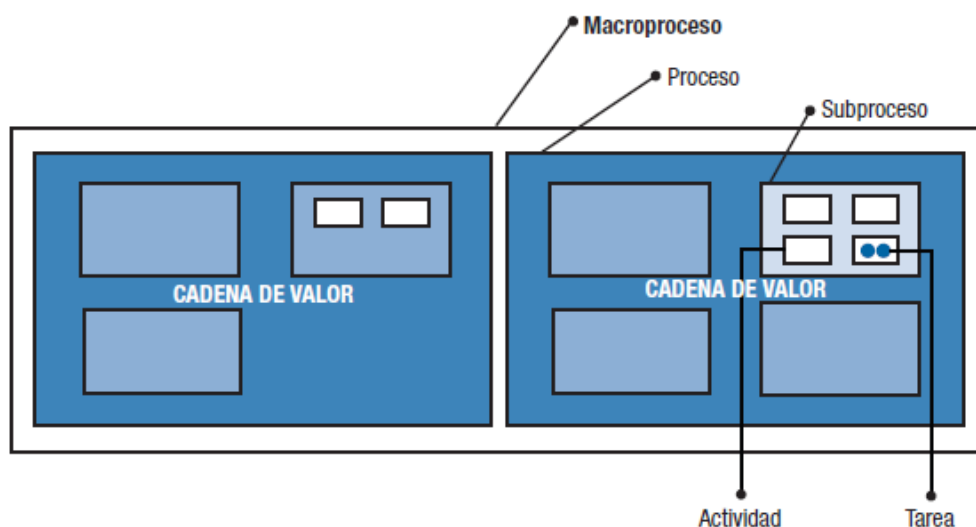 Macroproceso
Proceso
Subproceso
CADENA DE VALOR
CADENA DE VALOR
Actividad
Tarea